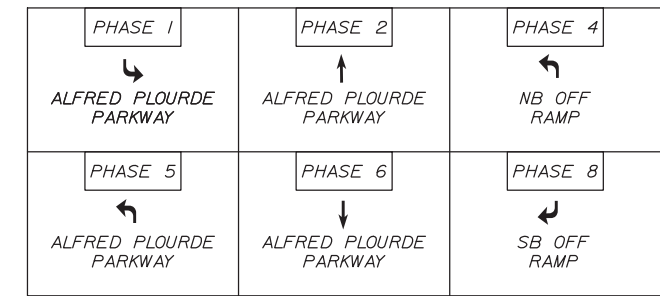 PHASE 1
PHASE 2
PHASE 4
ALFRED PLOURDE
PARKWAY
ALFRED PLOURDE
PARKWAY
NB OFF
RAMP
PHASE 5
PHASE 6
PHASE 8
ALFRED PLOURDE
PARKWAY
ALFRED PLOURDE
PARKWAY
SB OFF
RAMP